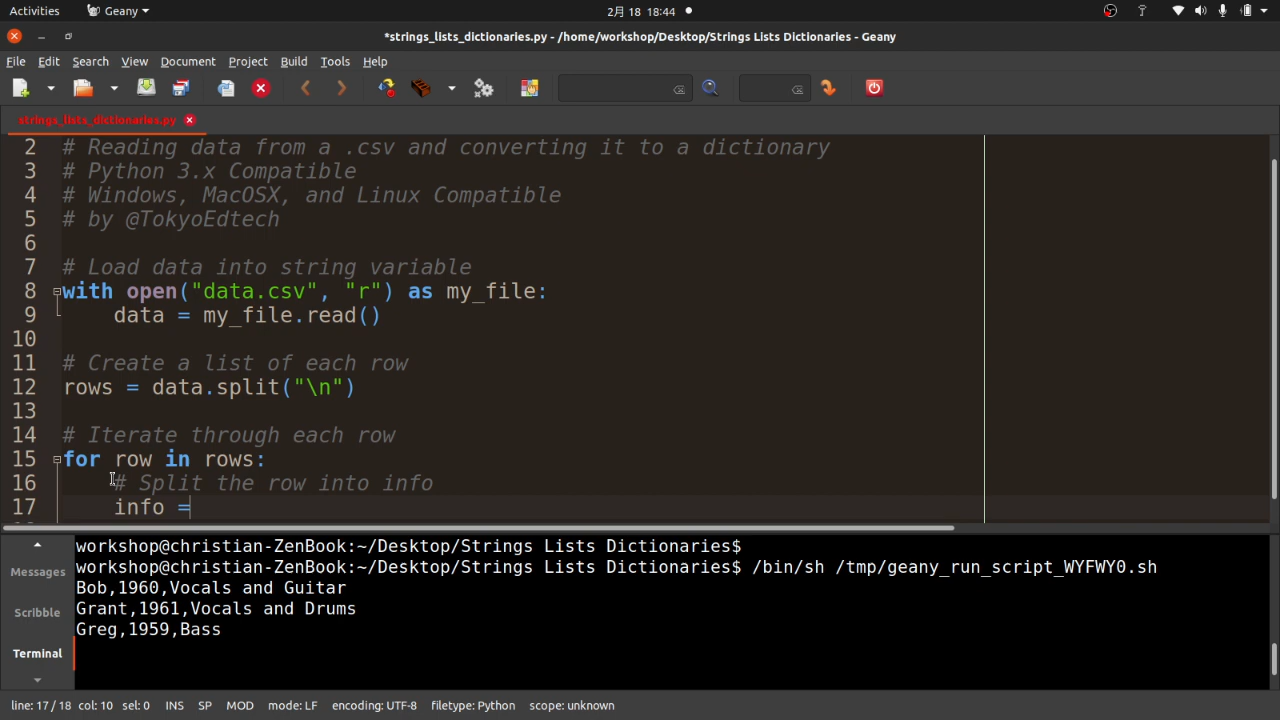 Activities Geany 2月 18 18:44
*strings_lists_dictionaries.py - /home/workshop/Desktop/Strings Lists Dictionaries - Geany
File Edit Search View Document Project Build Tools Help
strings_lists_dictionaries.py
2 # Reading data from a .csv and converting it to a dictionary
3 # Python 3.x Compatible
4 # Windows, MacOSX, and Linux Compatible
5 # by @TokyoEdtech
6
7 # Load data into string variable
8 with open("data.csv", "r") as my_file:
9 data = my_file.read()
10
11 # Create a list of each row
12 rows = data.split("\n")
13
14 # Iterate through each row
15 for row in rows:
16 # Split the row into info
17 info =
workshop@christian-ZenBook:~/Desktop/Strings Lists Dictionaries$
Messages workshop@christian-ZenBook:~/Desktop/Strings Lists Dictionaries$ /bin/sh /tmp/geany_run_script_WYFWY0.sh
Bob,1960,Vocals and Guitar
Scribble Grant,1961,Vocals and Drums
Greg,1959,Bass
Terminal
line: 17 / 18 col: 10 sel: 0 INS SP MOD mode: LF encoding: UTF-8 filetype: Python scope: unknown